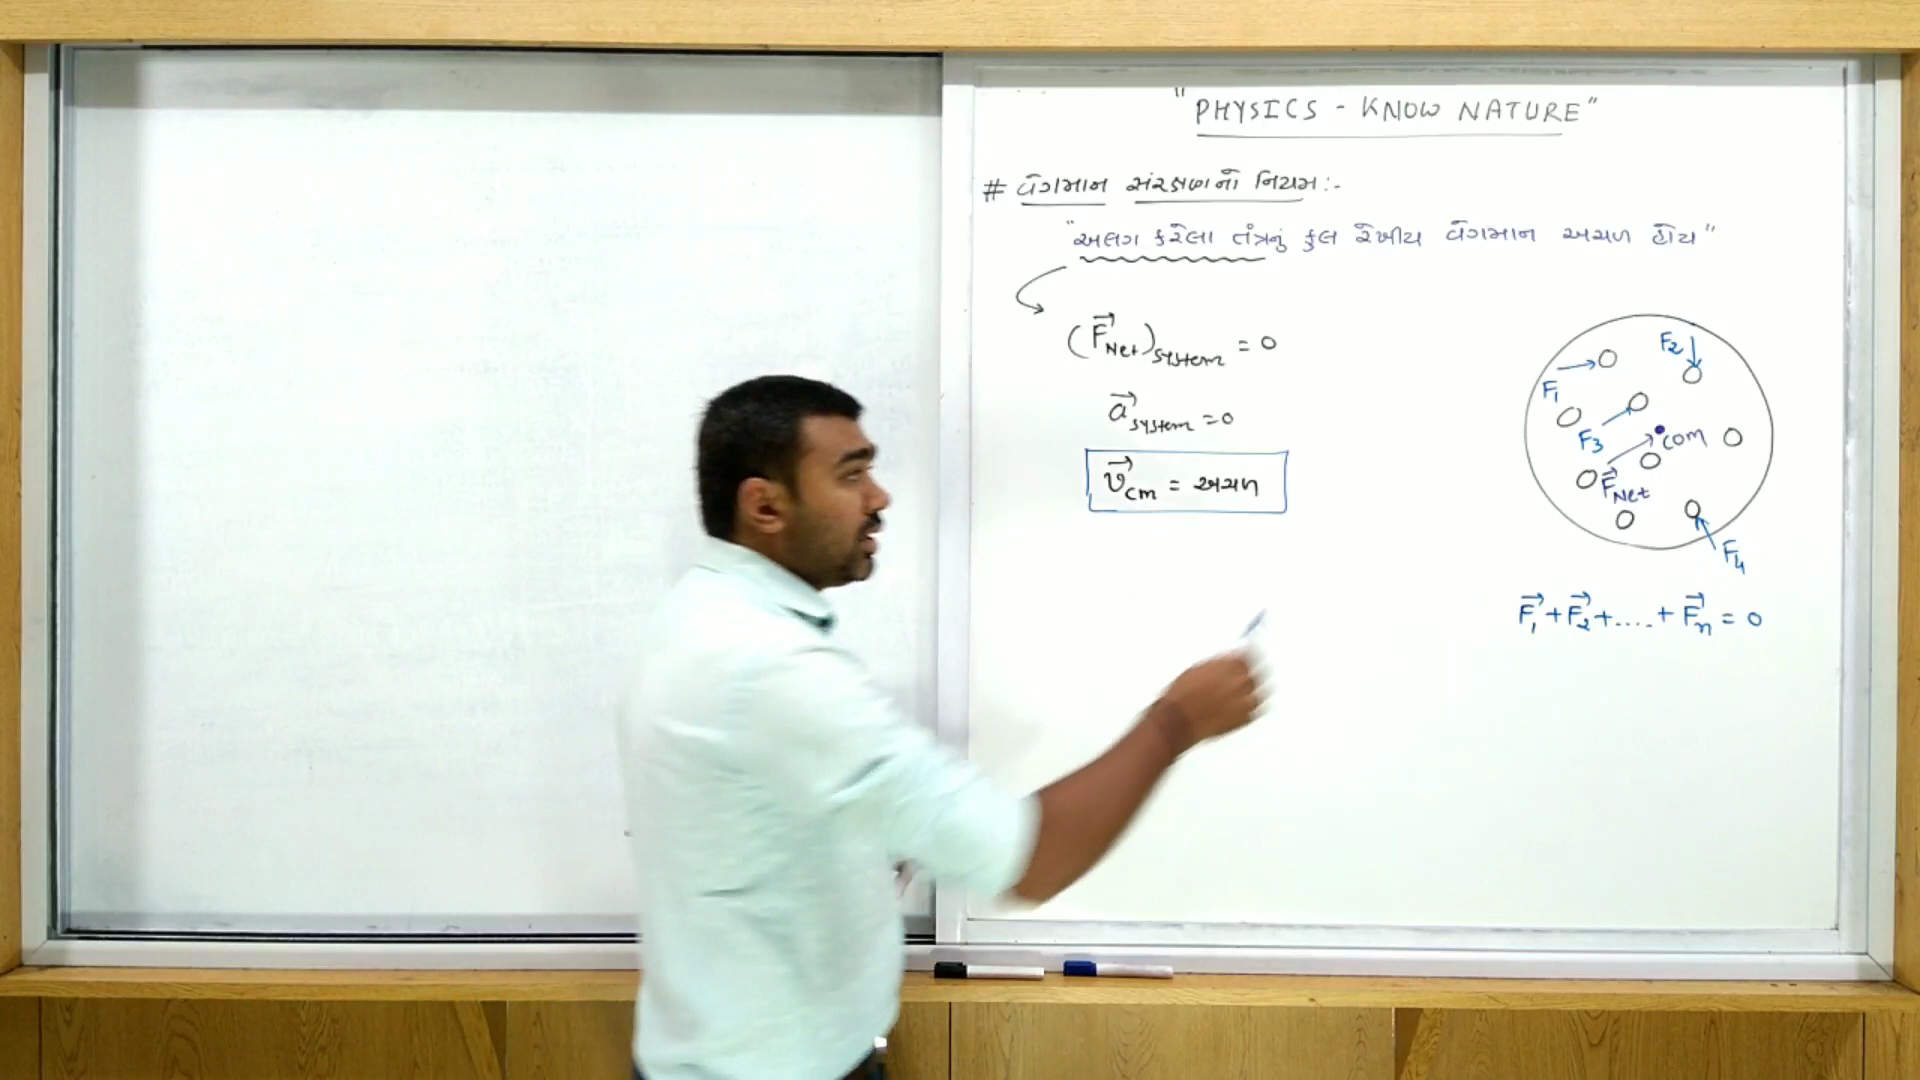 "PHYSICS - KNOW NATURE"
# વેગમાન સંરક્ષણનો નિયમ :-
"અલગ કરેલા તંત્રનું કુલ રેખીય વેગમાન અચળ હોય"
(F⃗Net)system = 0
a⃗system = 0
v⃗cm = અચળ
F1
F2
F3
com
F⃗Net
F4
F⃗1 + F⃗2 + .... + F⃗n = 0